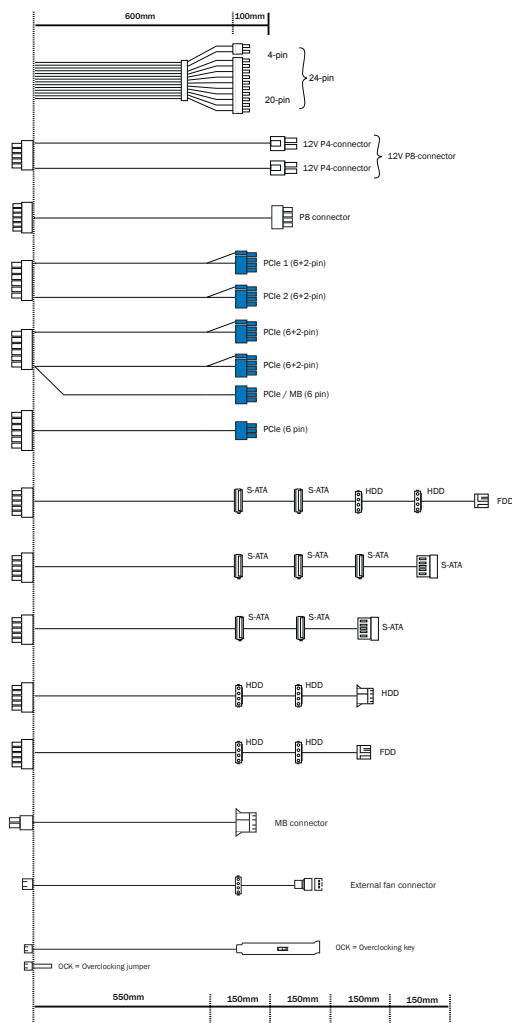 600mm 100mm
4-pin
24-pin
20-pin
12V P4-connector
12V P8-connector
12V P4-connector
P8 connector
PCIe 1 (6+2-pin)
PCIe 2 (6+2-pin)
PCIe (6+2-pin)
PCIe (6+2-pin)
PCIe / MB (6 pin)
PCIe (6 pin)
S-ATA S-ATA HDD HDD
FDD
S-ATA S-ATA S-ATA
S-ATA
S-ATA S-ATA
S-ATA
HDD HDD
HDD
HDD HDD
FDD
MB connector
External fan connector
OCK = Overclocking key
OCK = Overclocking jumper
550mm 150mm 150mm 150mm 150mm